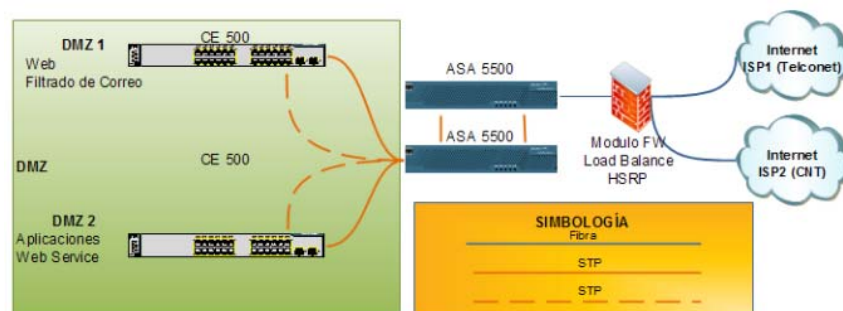 DMZ 1
Web
Filtrado de Correo
CE 500
DMZ
CE 500
DMZ 2
Aplicaciones
Web Service
ASA 5500
ASA 5500
Modulo FW
Load Balance
HSRP
Internet
ISP1 (Telconet)
Internet
ISP2 (CNT)
SIMBOLOGÍA
Fibra
STP
STP